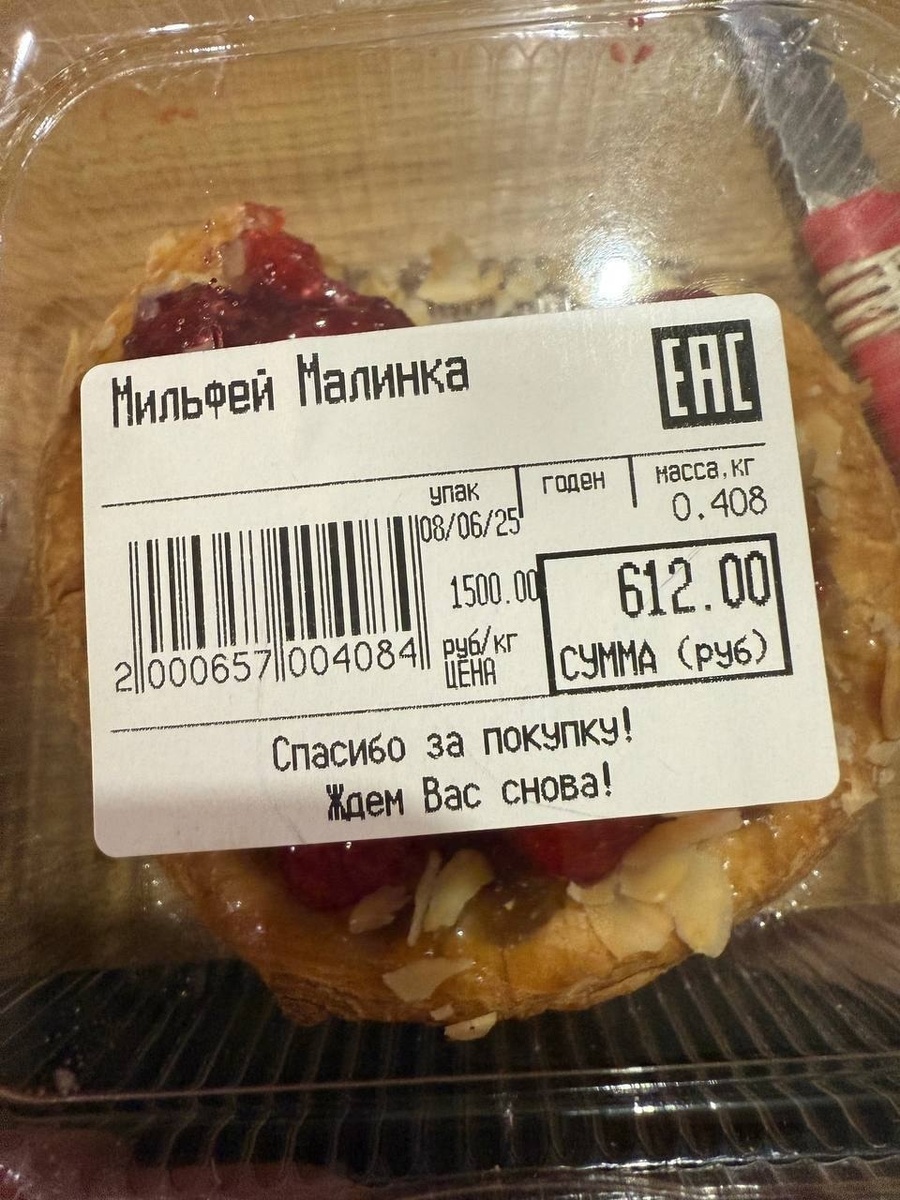 Мильфей Малинка
EAC
упак годен масса,кг
08/06/25 0.408
1500.00 612.00
руб/кг СУММА (руб)
ЦЕНА
2 000657 004084
Спасибо за покупку!
Ждем Вас снова!